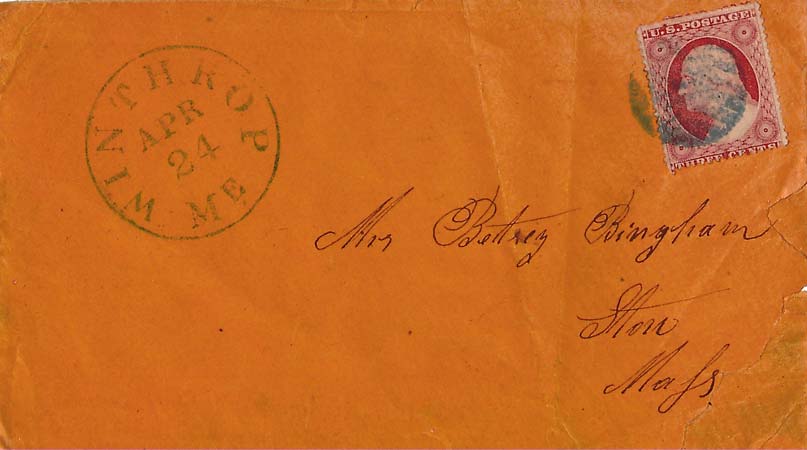 WINTHROP ME
APR
24
U.S. POSTAGE
THREE CENTS
Mrs Betsey Bingham
Stow
Mass